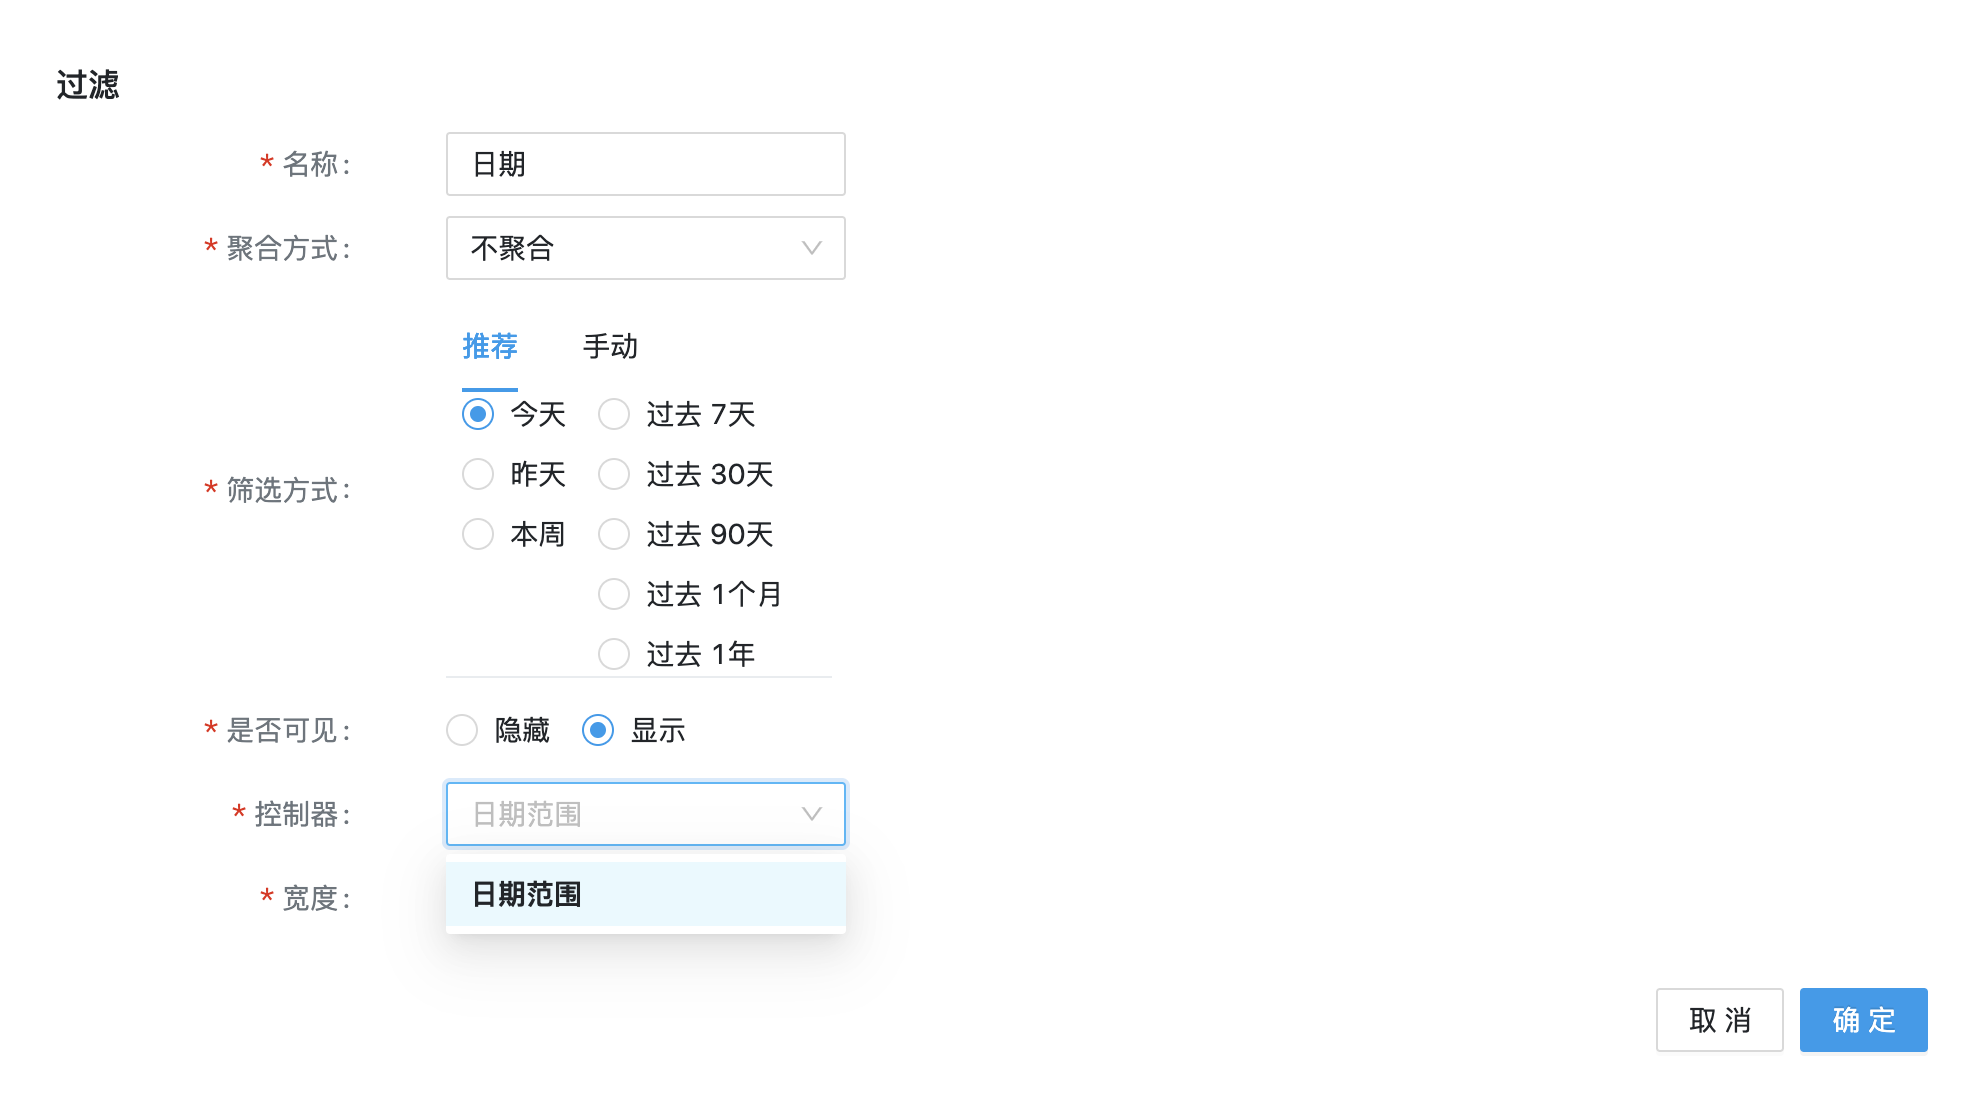 过滤
* 名称: 日期
* 聚合方式: 不聚合
推荐 手动
今天 过去 7天
昨天 过去 30天
* 筛选方式:
本周 过去 90天
过去 1个月
过去 1年
* 是否可见: 隐藏 显示
* 控制器: 日期范围
* 宽度: 日期范围
取 消 确 定